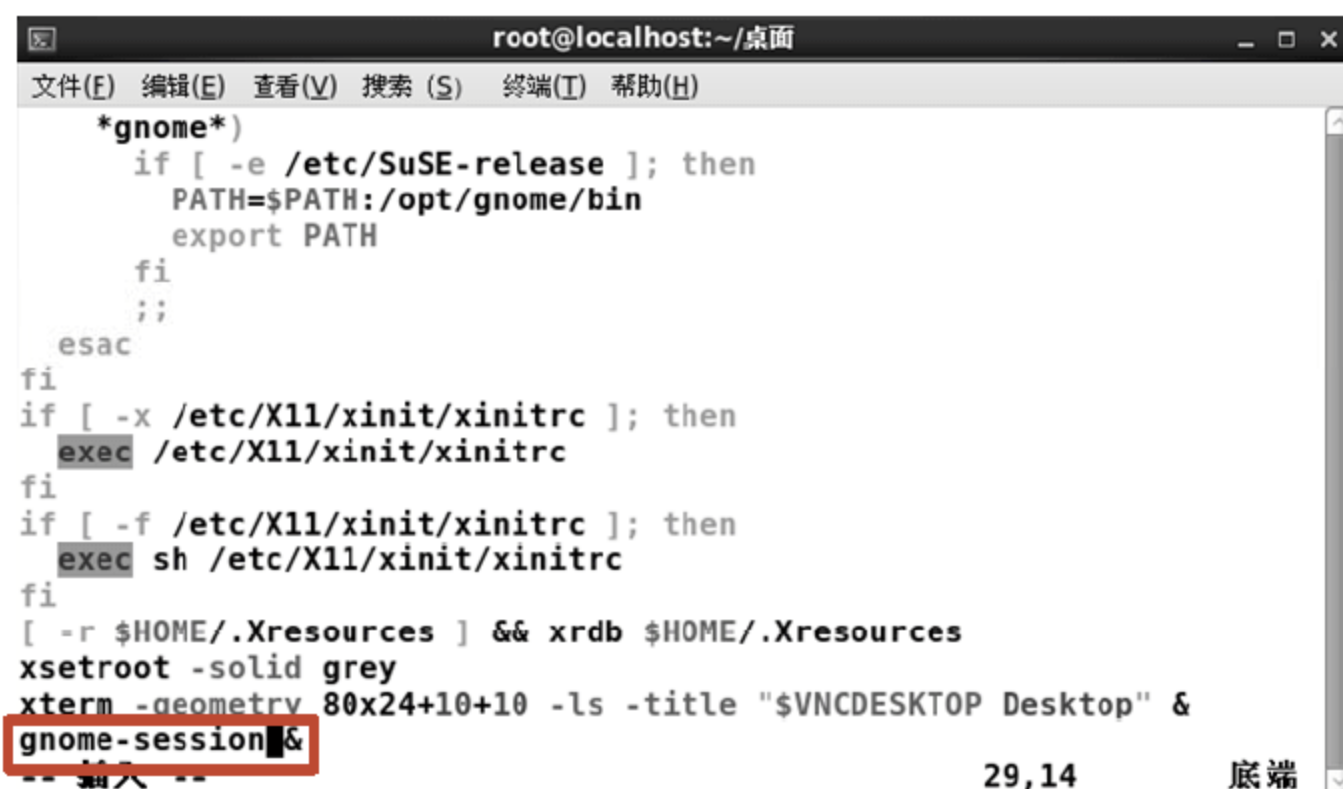 root@localhost:~/桌面
文件(F) 编辑(E) 查看(V) 搜索 (S) 终端(T) 帮助(H)
*gnome*)
if [ -e /etc/SuSE-release ]; then
PATH=$PATH:/opt/gnome/bin
export PATH
fi
;;
esac
fi
if [ -x /etc/X11/xinit/xinitrc ]; then
exec /etc/X11/xinit/xinitrc
fi
if [ -f /etc/X11/xinit/xinitrc ]; then
exec sh /etc/X11/xinit/xinitrc
fi
[ -r $HOME/.Xresources ] && xrdb $HOME/.Xresources
xsetroot -solid grey
xterm -geometry 80x24+10+10 -ls -title "$VNCDESKTOP Desktop" &
gnome-session &
-- 插入 -- 29,14 底端